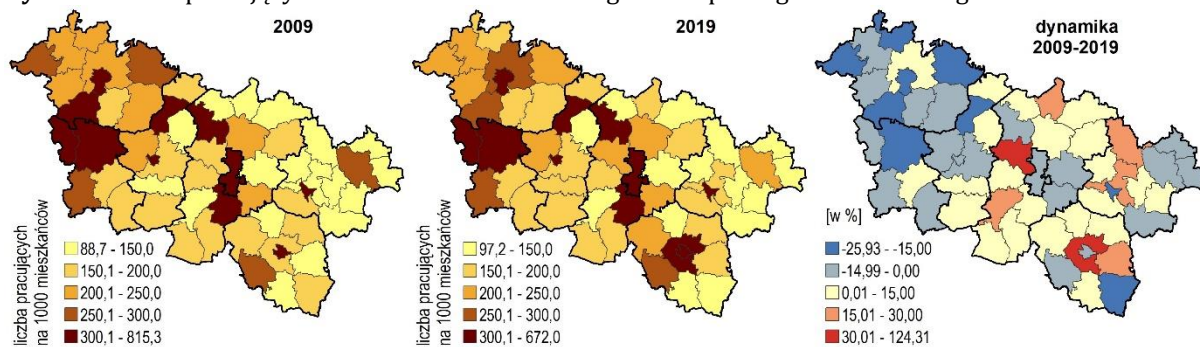 2009
liczba pracujących
na 1000 mieszkańców
88,7 - 150,0
150,1 - 200,0
200,1 - 250,0
250,1 - 300,0
300,1 - 815,3
2019
liczba pracujących
na 1000 mieszkańców
97,2 - 150,0
150,1 - 200,0
200,1 - 250,0
250,1 - 300,0
300,1 - 672,0
dynamika
2009-2019
[w %]
-25,93 - -15,00
-14,99 - 0,00
0,01 - 15,00
15,01 - 30,00
30,01 - 124,31